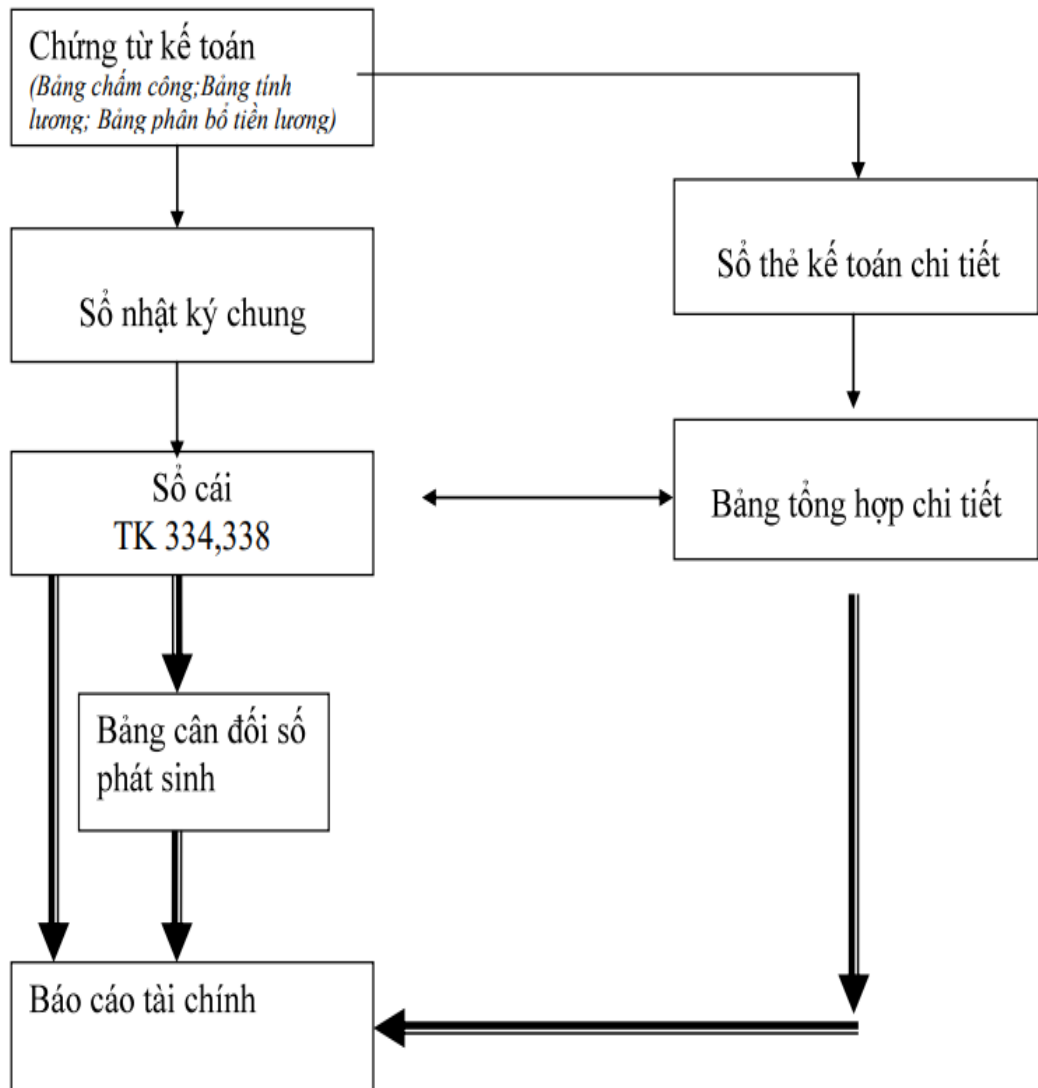 Chứng từ kế toán
(Bảng chấm công;Bảng tính
lương; Bảng phân bổ tiền lương)
Sổ thẻ kế toán chi tiết
Sổ nhật ký chung
Sổ cái
TK 334,338
Bảng tổng hợp chi tiết
Bảng cân đối số
phát sinh
Báo cáo tài chính